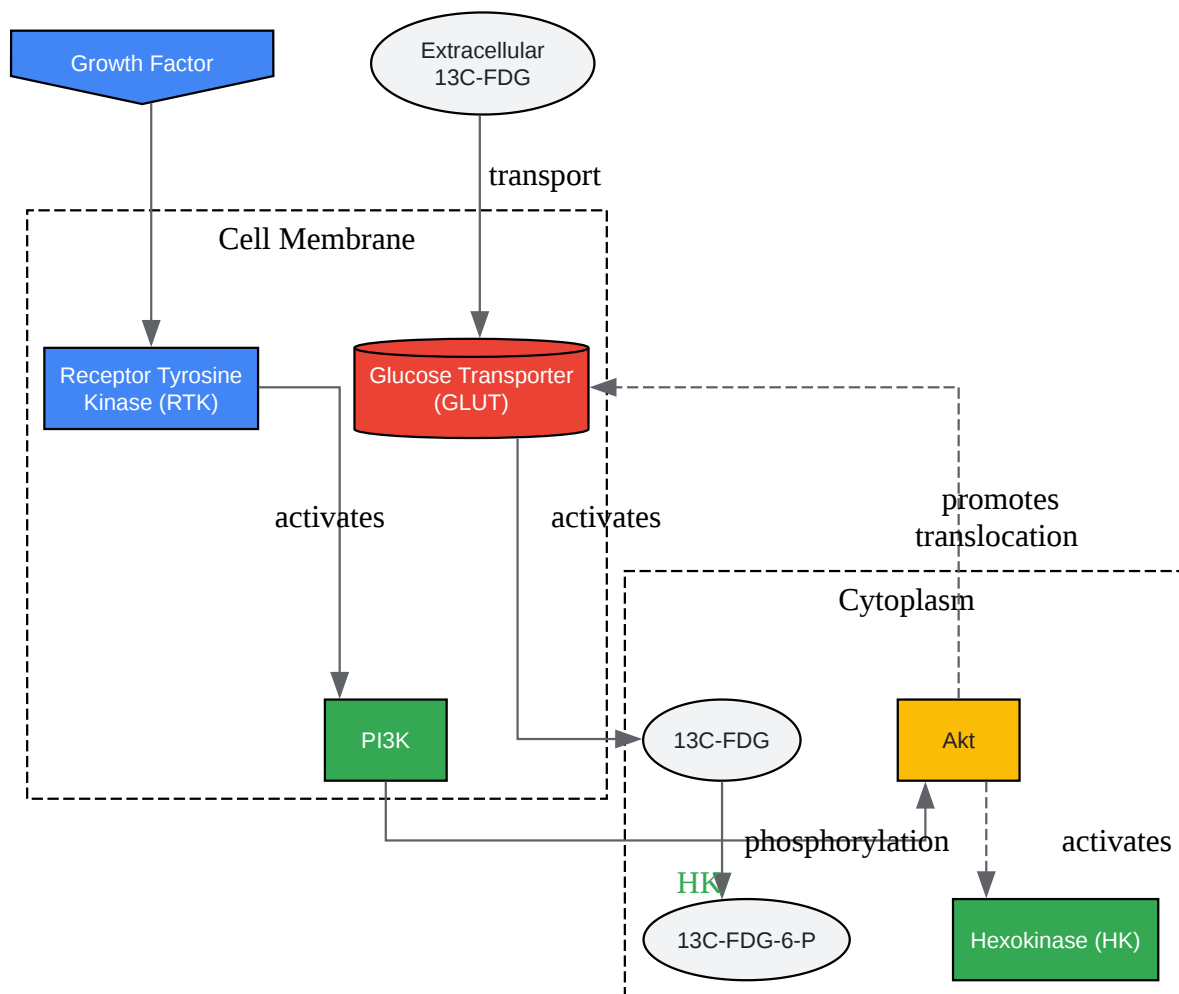 Growth Factor
Extracellular
13C-FDG
transport
Cell Membrane
Receptor Tyrosine
Kinase (RTK)
Glucose Transporter
(GLUT)
activates
activates
promotes
translocation
Cytoplasm
PI3K
13C-FDG
Akt
phosphorylation
activates
HK
13C-FDG-6-P
Hexokinase (HK)